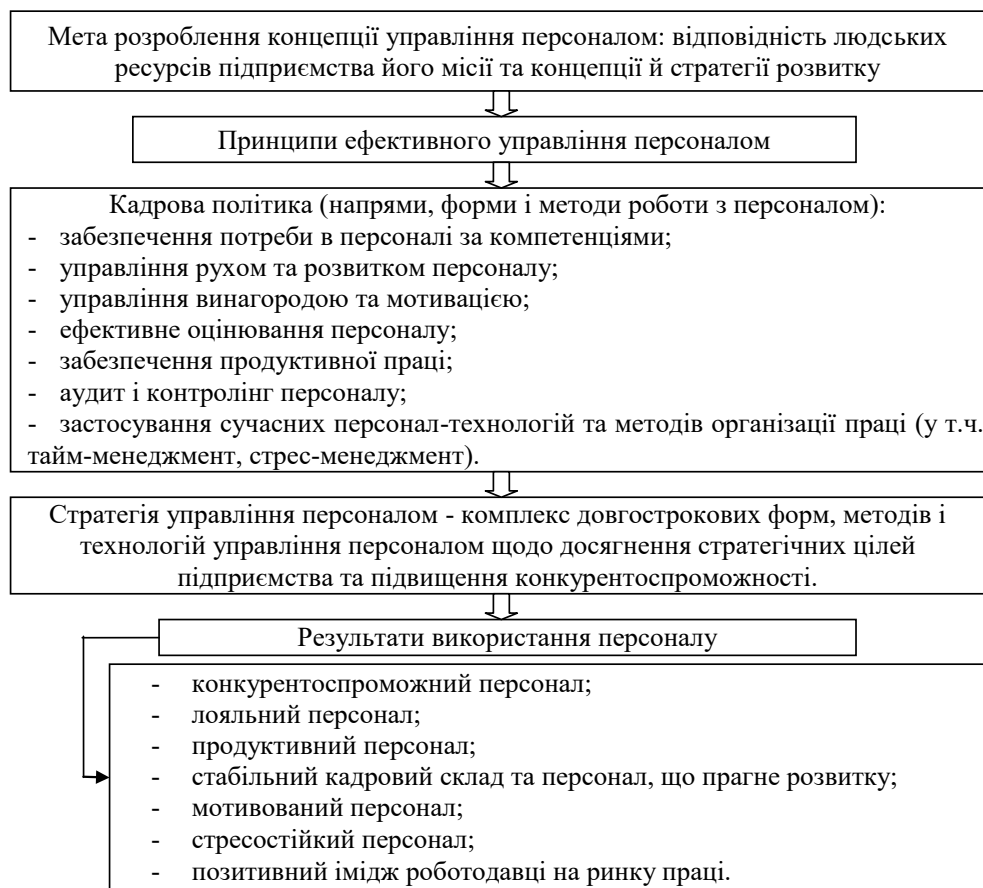 Мета розроблення концепції управління персоналом: відповідність людських
ресурсів підприємства його місії та концепції й стратегії розвитку
Принципи ефективного управління персоналом
Кадрова політика (напрями, форми і методи роботи з персоналом):
- забезпечення потреби в персоналі за компетенціями;
- управління рухом та розвитком персоналу;
- управління винагородою та мотивацією;
- ефективне оцінювання персоналу;
- забезпечення продуктивної праці;
- аудит і контролінг персоналу;
- застосування сучасних персонал-технологій та методів організації праці (у т.ч.
тайм-менеджмент, стрес-менеджмент).
Стратегія управління персоналом - комплекс довгострокових форм, методів і
технологій управління персоналом щодо досягнення стратегічних цілей
підприємства та підвищення конкурентоспроможності.
Результати використання персоналу
- конкурентоспроможний персонал;
- лояльний персонал;
- продуктивний персонал;
- стабільний кадровий склад та персонал, що прагне розвитку;
- мотивований персонал;
- стресостійкий персонал;
- позитивний імідж роботодавці на ринку праці.